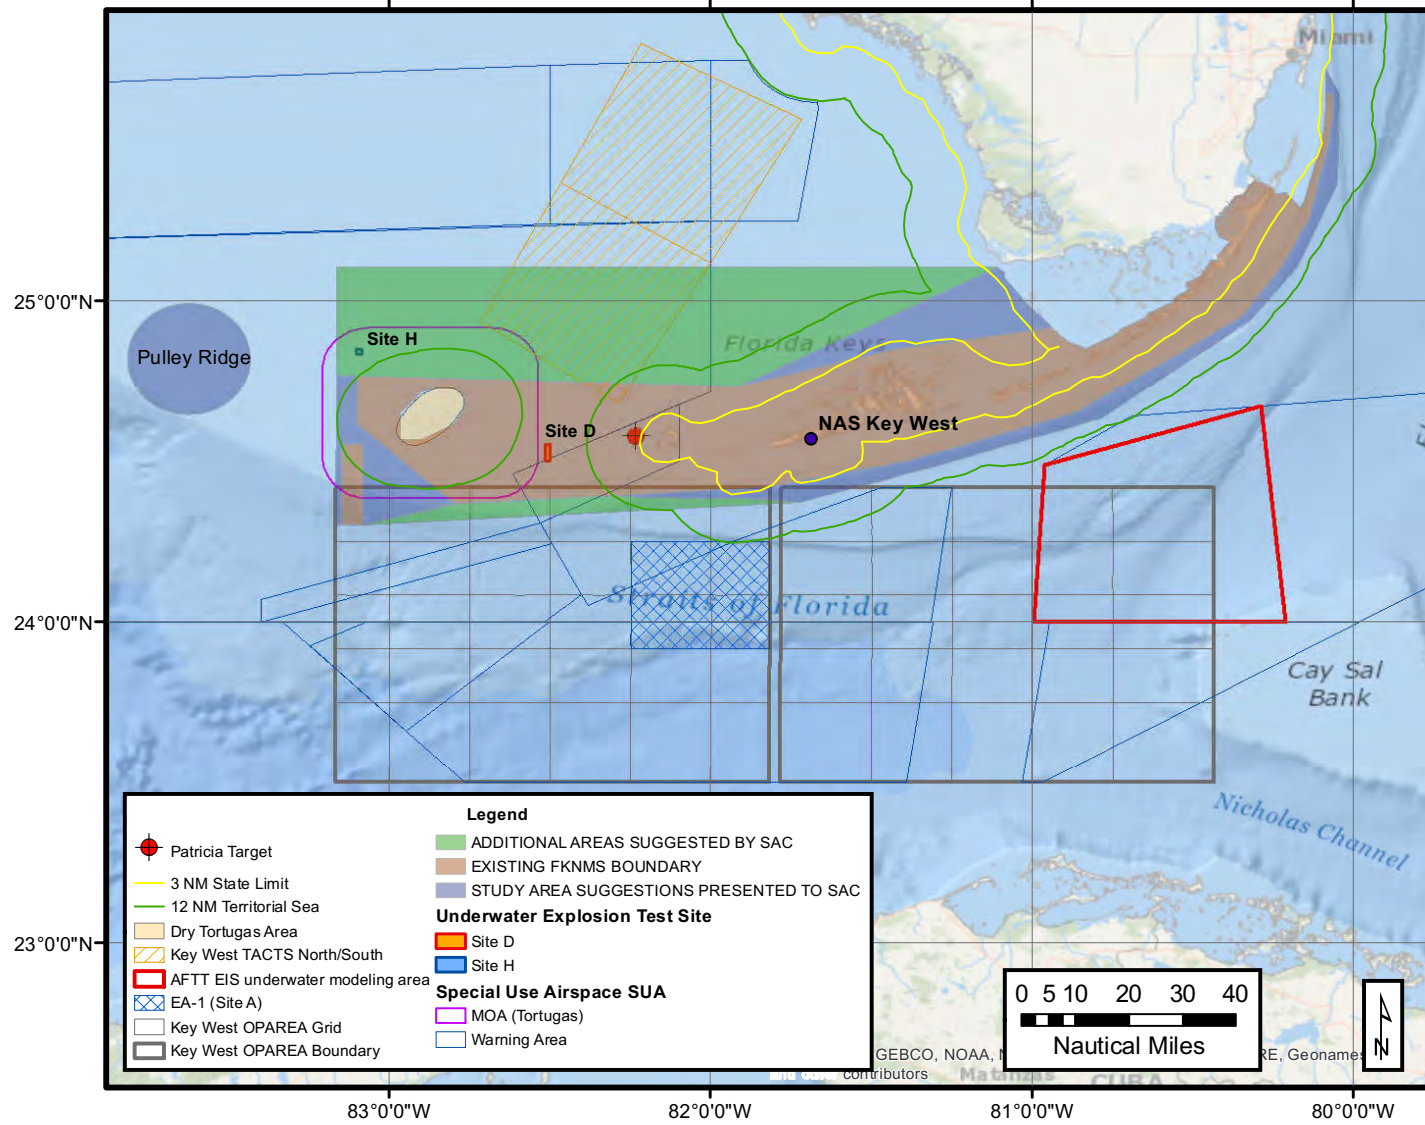 Miami
25°0'0"N
Site H
Pulley Ridge
Florida Keys
Site D
NAS Key West
Straits of Florida
24°0'0"N
Cay Sal
Bank
Nicholas Channel
Legend
Patricia Target
3 NM State Limit
12 NM Territorial Sea
Dry Tortugas Area
Key West TACTS North/South
AFTT EIS underwater modeling area
EA-1 (Site A)
Key West OPAREA Grid
Key West OPAREA Boundary
ADDITIONAL AREAS SUGGESTED BY SAC
EXISTING FKNMS BOUNDARY
STUDY AREA SUGGESTIONS PRESENTED TO SAC
Underwater Explosion Test Site
Site D
Site H
Special Use Airspace SUA
MOA (Tortugas)
Warning Area
23°0'0"N
0 5 10 20 30 40
Nautical Miles
N
GEBCO, NOAA, Geonames
contributors
Matanzas
CUBA
83°0'0"W
82°0'0"W
81°0'0"W
80°0'0"W